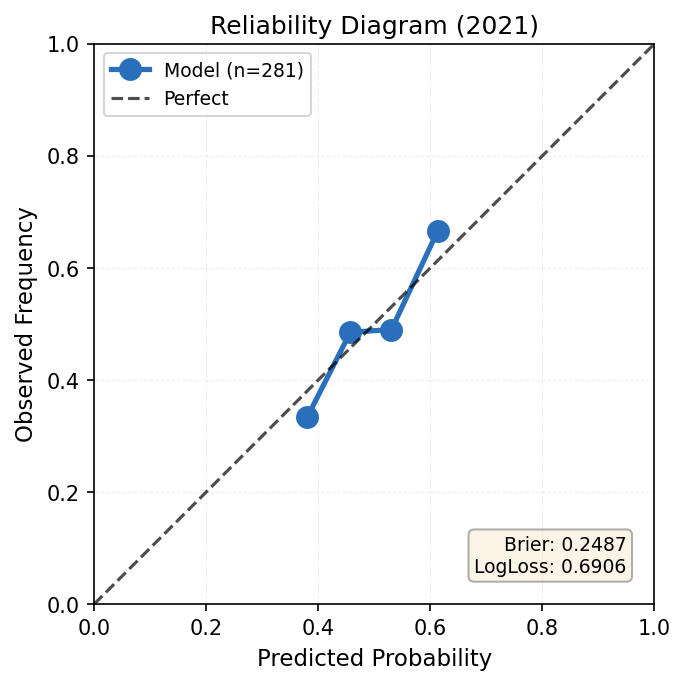 Reliability Diagram (2021)
Model (n=281)
Perfect
1.0
0.8
0.6
0.4
0.2
0.0
Observed Frequency
Brier: 0.2487
LogLoss: 0.6906
0.0 0.2 0.4 0.6 0.8 1.0
Predicted Probability